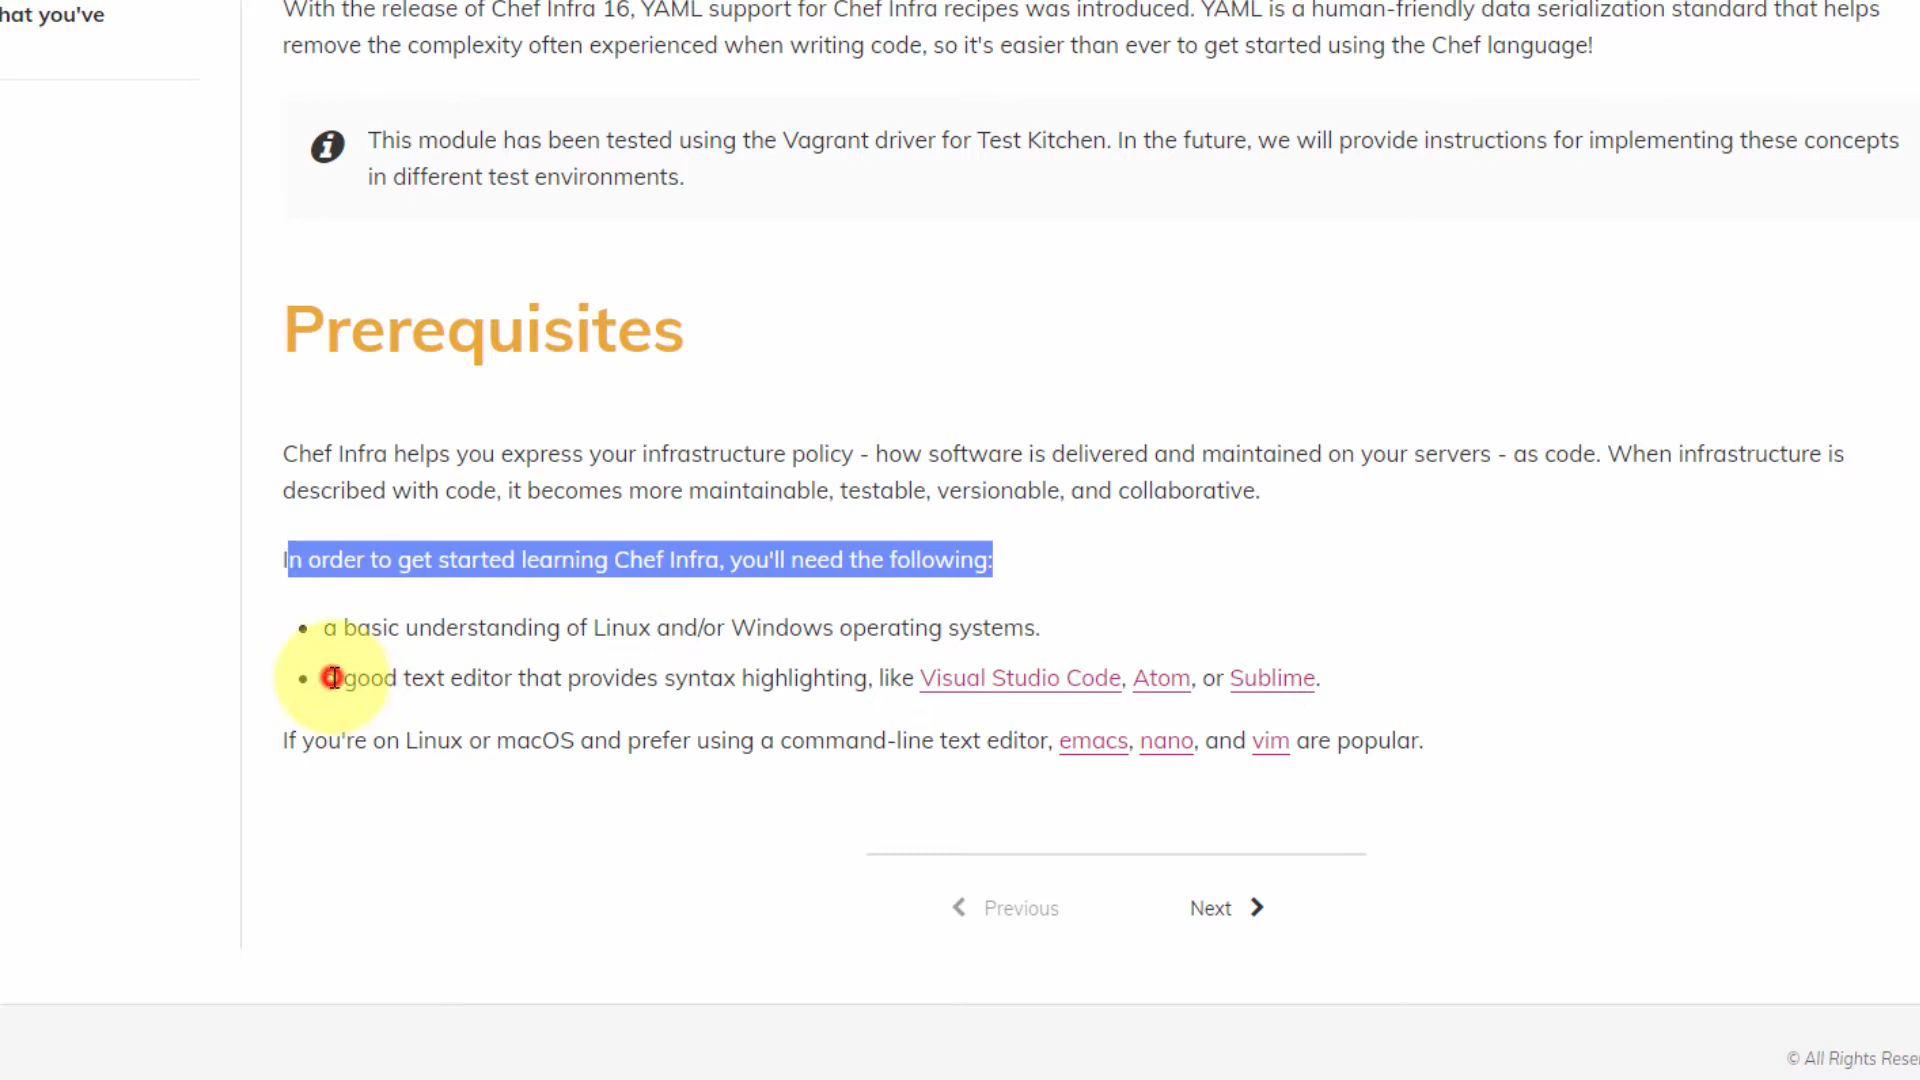 hat you've
With the release of Chef Infra 16, YAML support for Chef Infra recipes was introduced. YAML is a human-friendly data serialization standard that helps
remove the complexity often experienced when writing code, so it's easier than ever to get started using the Chef language!
This module has been tested using the Vagrant driver for Test Kitchen. In the future, we will provide instructions for implementing these concepts
in different test environments.
Prerequisites
Chef Infra helps you express your infrastructure policy - how software is delivered and maintained on your servers - as code. When infrastructure is
described with code, it becomes more maintainable, testable, versionable, and collaborative.
In order to get started learning Chef Infra, you'll need the following:
• a basic understanding of Linux and/or Windows operating systems.
• a good text editor that provides syntax highlighting, like Visual Studio Code, Atom, or Sublime.
If you're on Linux or macOS and prefer using a command-line text editor, emacs, nano, and vim are popular.
Previous Next
© All Rights Rese